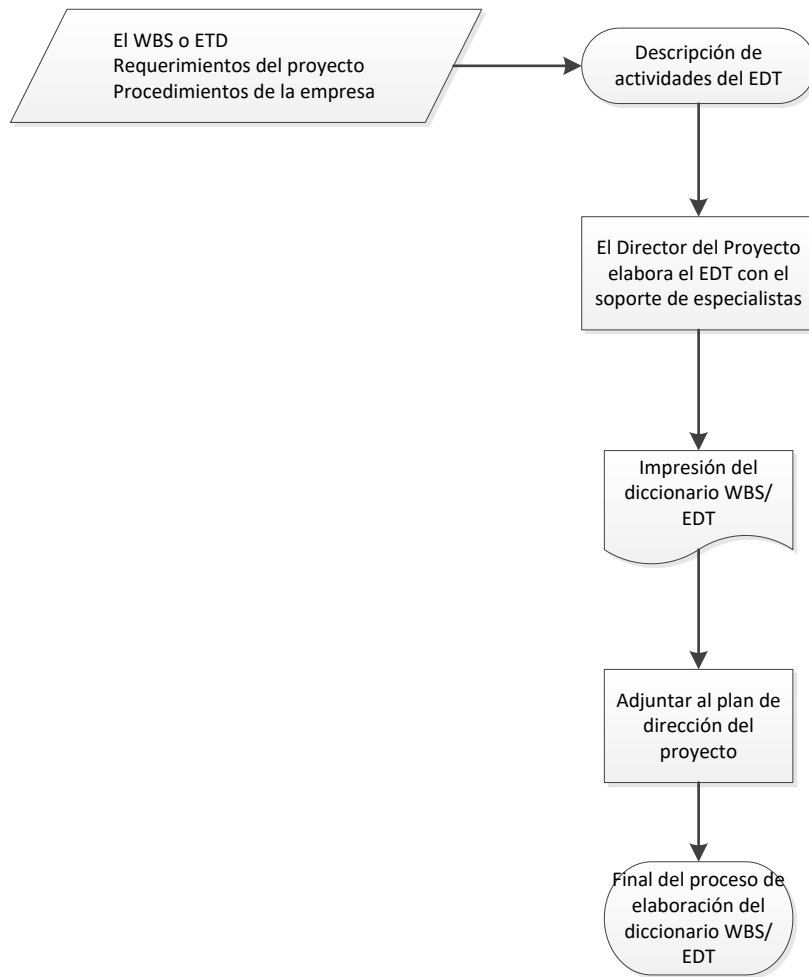 El WBS o ETD
Requerimientos del proyecto
Procedimientos de la empresa
Descripción de
actividades del EDT
El Director del Proyecto
elabora el EDT con el
soporte de especialistas
Impresión del
diccionario WBS/
EDT
Adjuntar al plan de
dirección del
proyecto
Final del proceso de
elaboración del
diccionario WBS/
EDT